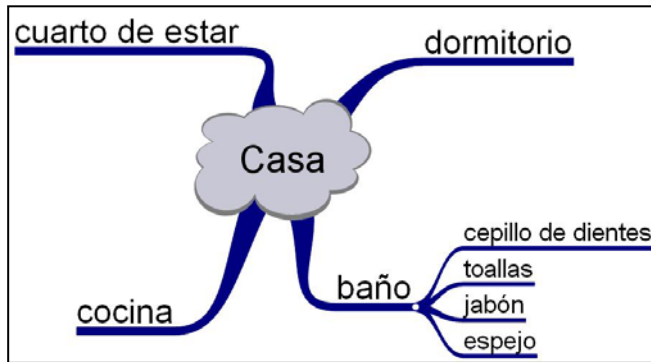 cuarto de estar
dormitorio
Casa
cocina
baño
cepillo de dientes
toallas
jabón
espejo